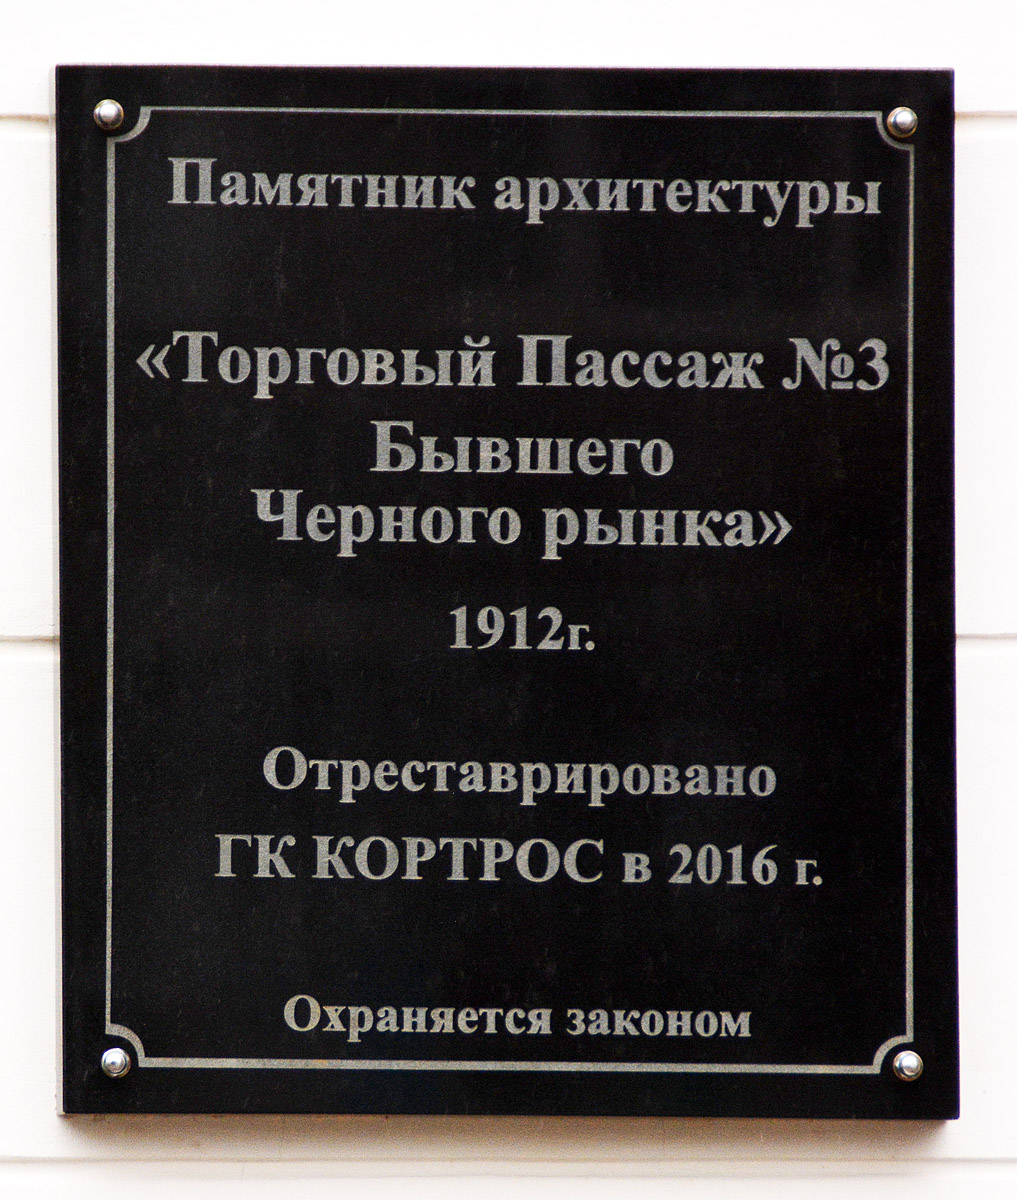 Памятник архитектуры
«Торговый Пассаж №3
Бывшего
Черного рынка»
1912г.
Отреставрировано
ГК КОРТРОС в 2016 г.
Охраняется законом